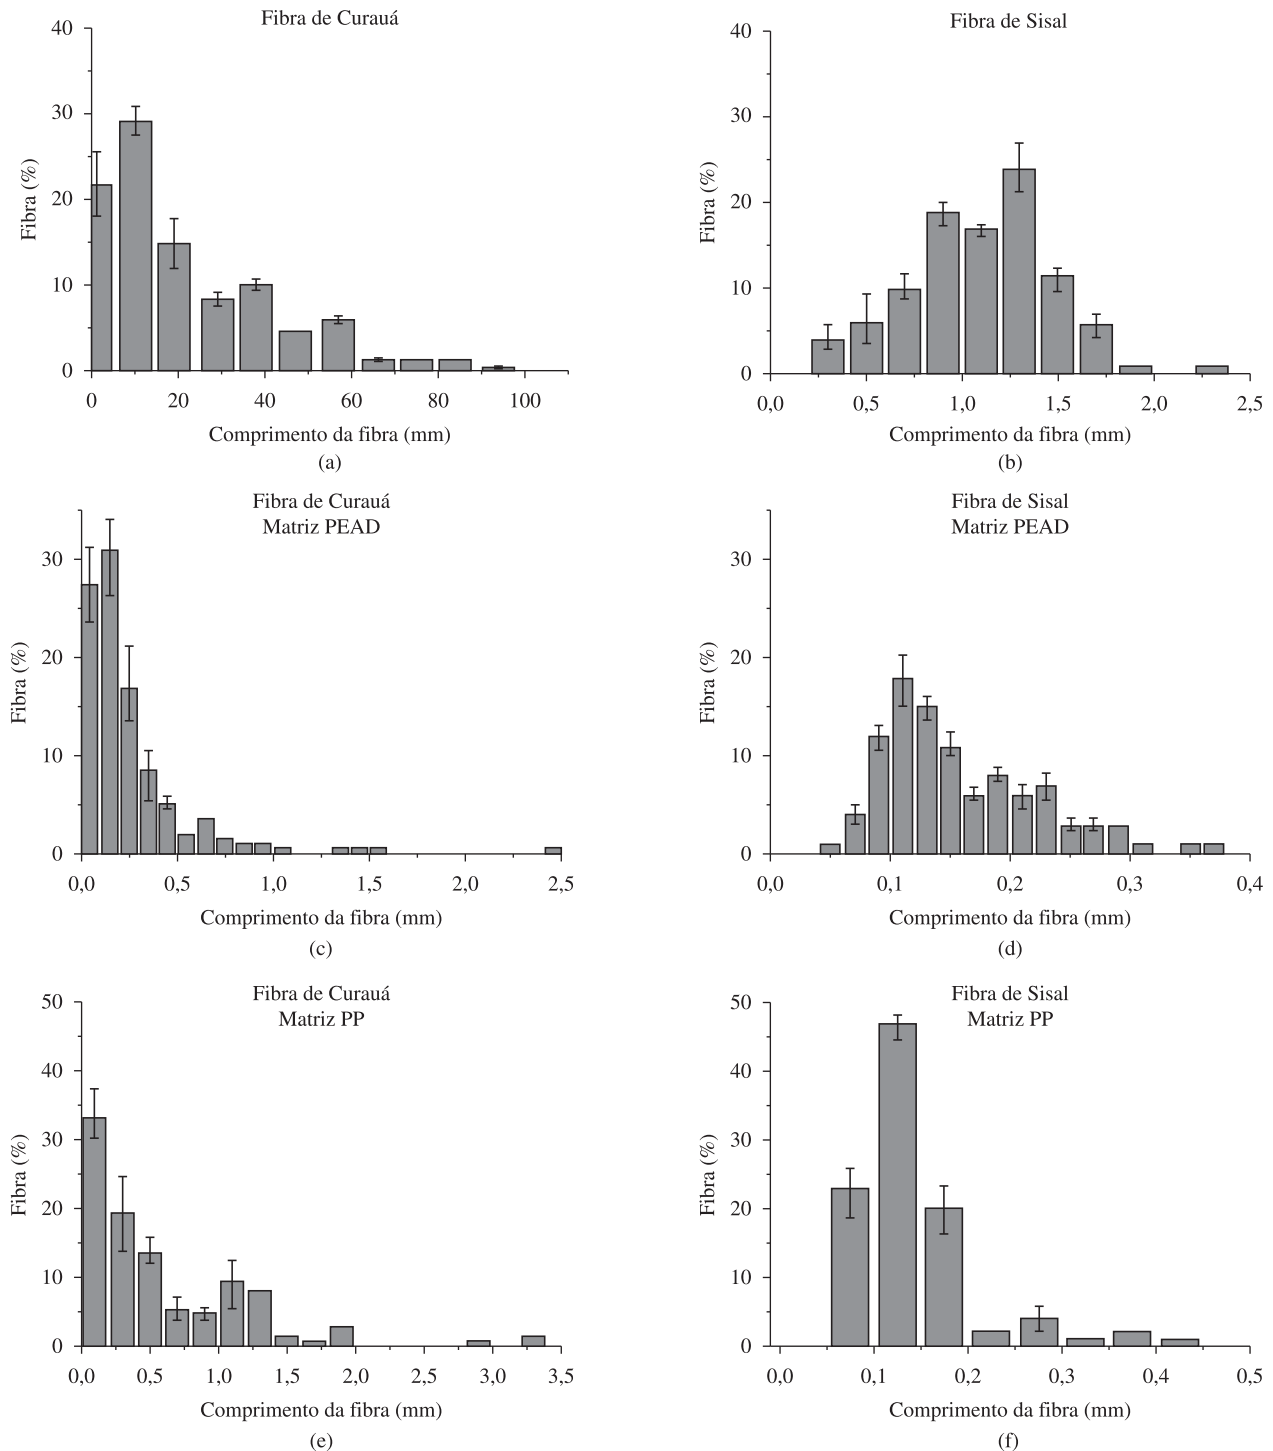 Fibra de Curauá
40
30
20
10
0
Fibra (%)
0 20 40 60 80 100
Comprimento da fibra (mm)
(a)
Fibra de Sisal
40
30
20
10
0
Fibra (%)
0,0 0,5 1,0 1,5 2,0 2,5
Comprimento da fibra (mm)
(b)
Fibra de Curauá
Matriz PEAD
30
20
10
0
Fibra (%)
0,0 0,5 1,0 1,5 2,0 2,5
Comprimento da fibra (mm)
(c)
Fibra de Sisal
Matriz PEAD
30
20
10
0
Fibra (%)
0,0 0,1 0,2 0,3 0,4
Comprimento da fibra (mm)
(d)
Fibra de Curauá
Matriz PP
50
40
30
20
10
0
Fibra (%)
0,0 0,5 1,0 1,5 2,0 2,5 3,0 3,5
Comprimento da fibra (mm)
(e)
Fibra de Sisal
Matriz PP
50
40
30
20
10
0
Fibra (%)
0,0 0,1 0,2 0,3 0,4 0,5
Comprimento da fibra (mm)
(f)